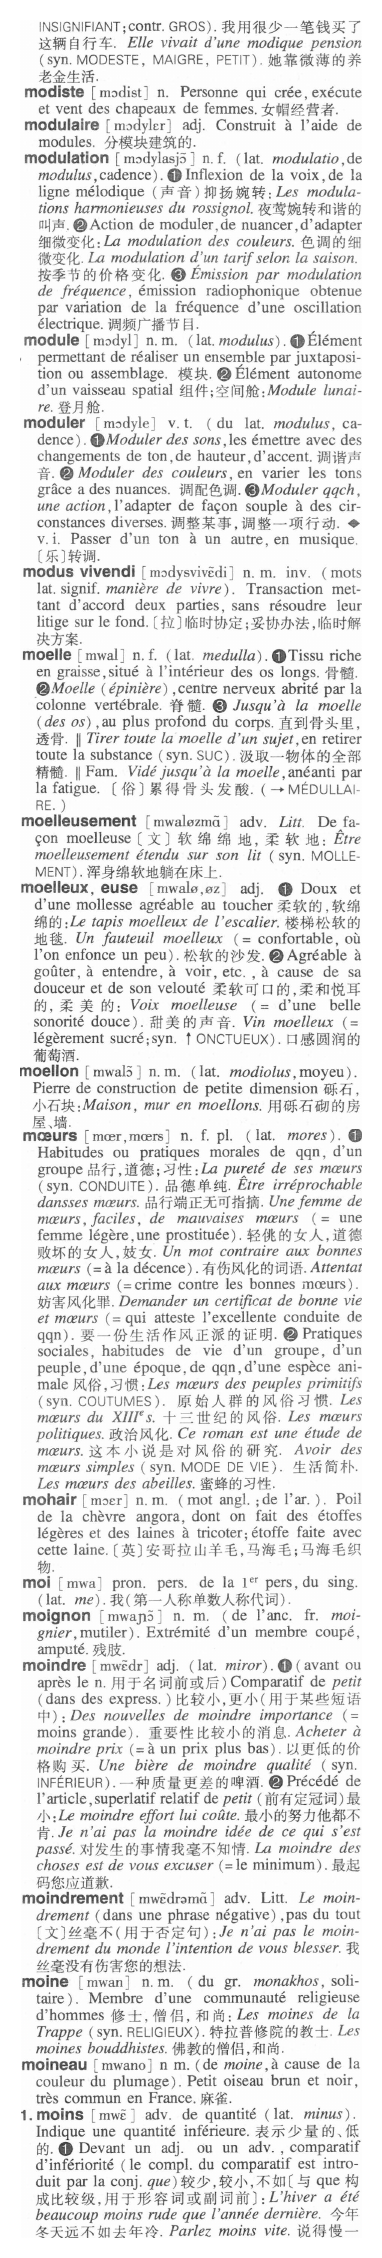 INSIGNIFIANT; contr. GROS). 我用很少一笔钱买了
这辆自行车. Elle vivait d'une modique pension
(syn. MODESTE, MAIGRE, PETIT). 她靠微薄的养
老金生活.
modiste [mɔdist] n. Personne qui crée, exécute
et vent des chapeaux de femmes. 女帽经营者.
modulaire [mɔdylɛr] adj. Construit à l'aide de
modules. 分模块建筑的.
modulation [mɔdylasjɔ̃] n. f. (lat. modulatio, de
modulus, cadence). ❶Inflexion de la voix, de la
ligne mélodique (声音)抑扬婉转: Les modula-
tions harmonieuses du rossignol. 夜莺婉转和谐的
叫声. ❷Action de moduler, de nuancer, d'adapter
细微变化: La modulation des couleurs. 色调的细
微变化. La modulation d'un tarif selon la saison.
按季节的价格变化. ❸ Émission par modulation
de fréquence, émission radiophonique obtenue
par variation de la fréquence d'une oscillation
électrique. 调频广播节目.
module [mɔdyl] n. m. (lat. modulus). ❶Élément
permettant de réaliser un ensemble par juxtaposi-
tion ou assemblage. 模块. ❷Élément autonome
d'un vaisseau spatial 组件;空间舱: Module lunai-
re. 登月舱.
moduler [mɔdyle] v. t. (du lat. modulus, ca-
dence). ❶Moduler des sons, les émettre avec des
changements de ton, de hauteur, d'accent. 调谐声
音. ❷ Moduler des couleurs, en varier les tons
grâce a des nuances. 调配色调. ❸Moduler qqch,
une action, l'adapter de façon souple à des cir-
constances diverses. 调整某事,调整一项行动. ◆
v. i. Passer d'un ton à un autre, en musique.
〔乐〕转调.
modus vivendi [mɔdysvivɛ̃di] n. m. inv. (mots
lat. signif. manière de vivre). Transaction met-
tant d'accord deux parties, sans résoudre leur
litige sur le fond. 〔拉〕临时协定;妥协办法,临时解
决方案.
moelle [mwal] n. f. (lat. medulla). ❶Tissu riche
en graisse, situé à l'intérieur des os longs. 骨髓.
❷Moelle (épinière), centre nerveux abrité par la
colonne vertébrale. 脊髓. ❸ Jusqu'à la moelle
(des os), au plus profond du corps. 直到骨头里,
透骨. ‖ Tirer toute la moelle d'un sujet, en retirer
toute la substance (syn. SUC). 汲取一物体的全部
精髓. ‖ Fam. Vidé jusqu'à la moelle, anéanti par
la fatigue. 〔俗〕累得骨头发酸. (→MÉDULLAI-
RE.)
moelleusement [mwaløzmɑ̃] adv. Litt. De fa-
çon moelleuse〔文〕软绵绵地,柔软地: Être
moelleusement étendu sur son lit (syn. MOLLE-
MENT). 浑身绵软地躺在床上.
moelleux, euse [mwalø, øz] adj. ❶ Doux et
d'une mollesse agréable au toucher 柔软的,软绵
绵的: Le tapis moelleux de l'escalier. 楼梯松软的
地毯. Un fauteuil moelleux (= confortable, où
l'on enfonce un peu). 松软的沙发. ❷Agréable à
goûter, à entendre, à voir, etc. , à cause de sa
douceur et de son velouté 柔软可口的,柔和悦耳
的,柔美的: Voix moelleuse (= d'une belle
sonorité douce). 甜美的声音. Vin moelleux (=
légèrement sucré; syn. ↑ONCTUEUX). 口感圆润的
葡萄酒.
moellon [mwalɔ̃] n. m. (lat. modiolus, moyeu).
Pierre de construction de petite dimension 砾石,
小石块: Maison, mur en moellons. 用砾石砌的房
屋、墙.
mœurs [mœr, mœrs] n. f. pl. (lat. mores). ❶
Habitudes ou pratiques morales de qqn, d'un
groupe 品行,道德;习性: La pureté de ses mœurs
(syn. CONDUITE). 品德单纯. Être irréprochable
dansses mœurs. 品行端正无可指摘. Une femme de
mœurs, faciles, de mauvaises mœurs (= une
femme légère, une prostituée). 轻佻的女人,道德
败坏的女人,妓女. Un mot contraire aux bonnes
mœurs (=à la décence). 有伤风化的词语. Attentat
aux mœurs (=crime contre les bonnes mœurs).
妨害风化罪. Demander un certificat de bonne vie
et mœurs (= qui atteste l'excellente conduite de
qqn). 要一份生活作风正派的证明. ❷ Pratiques
sociales, habitudes de vie d'un groupe, d'un
peuple, d'une époque, de qqn, d'une espèce ani-
male 风俗,习惯: Les mœurs des peuples primitifs
(syn. COUTUMES). 原始人群的风俗习惯. Les
mœurs du XIIIᵉ s. 十三世纪的风俗. Les mœurs
politiques. 政治风化. Ce roman est une étude de
mœurs. 这本小说是对风俗的研究. Avoir des
mœurs simples (syn. MODE DE VIE). 生活简朴.
Les mœurs des abeilles. 蜜蜂的习性.
mohair [mɔɛr] n. m. (mot angl. ; de l'ar. ). Poil
de la chèvre angora, dont on fait des étoffes
légères et des laines à tricoter; étoffe faite avec
cette laine. 〔英〕安哥拉山羊毛,马海毛;马海毛织
物.
moi [mwa] pron. pers. de la 1ᵉʳ pers, du sing.
(lat. me). 我(第一人称单数人称代词).
moignon [mwaɲɔ̃] n. m. (de l'anc. fr. moi-
gnier, mutiler). Extrémité d'un membre coupé,
amputé. 残肢.
moindre [mwɛ̃dr] adj. (lat. miror). ❶(avant ou
après le n. 用于名词前或后) Comparatif de petit
(dans des express. )比较小,更小(用于某些短语
中): Des nouvelles de moindre importance (=
moins grande). 重要性比较小的消息. Acheter à
moindre prix (=à un prix plus bas). 以更低的价
格购买. Une bière de moindre qualité (syn.
INFÉRIEUR). 一种质量更差的啤酒. ❷Précédé de
l'article, superlatif relatif de petit (前有定冠词)最
小: Le moindre effort lui coûte. 最小的努力他都不
肯. Je n'ai pas la moindre idée de ce qui s'est
passé. 对发生的事情我毫不知情. La moindre des
choses est de vous excuser (=le minimum). 最起
码您应道歉.
moindrement [mwɛ̃drəmɑ̃] adv. Litt. Le moin-
drement (dans une phrase négative), pas du tout
〔文〕丝毫不(用于否定句): Je n'ai pas le moin-
drement du monde l'intention de vous blesser. 我
丝毫没有伤害您的想法.
moine [mwan] n. m. (du gr. monakhos, soli-
taire). Membre d'une communauté religieuse
d'hommes 修士,僧侣,和尚: Les moines de la
Trappe (syn. RELIGIEUX). 特拉普修院的教士. Les
moines bouddhistes. 佛教的僧侣,和尚.
moineau [mwano] n m. (de moine, à cause de la
couleur du plumage). Petit oiseau brun et noir,
très commun en France. 麻雀.
1. moins [mwɛ̃] adv. de quantité (lat. minus).
Indique une quantité inférieure. 表示少量的、低
的. ❶ Devant un adj. ou un adv. , comparatif
d'infériorité (le compl. du comparatif est intro-
duit par la conj. que)较少,较小,不如〔与 que 构
成比较级,用于形容词或副词前〕: L'hiver a été
beaucoup moins rude que l'année dernière. 今年
冬天远不如去年冷. Parlez moins vite. 说得慢一